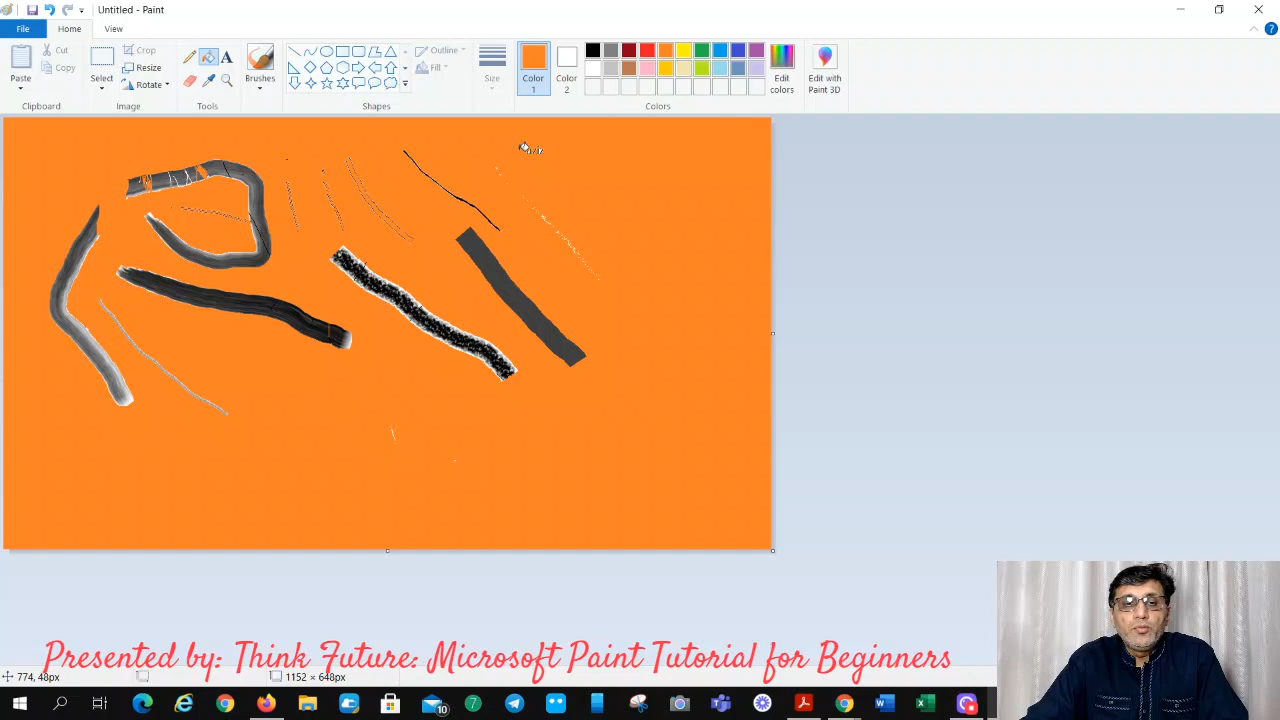 Untitled - Paint
File
Home
View
Paste
Cut
Copy
Clipboard
Select
Crop
Resize
Rotate
Image
A
Tools
Brushes
Outline
Fill
Shapes
Size
Color
1
Color
2
Edit
colors
Colors
Edit with
Paint 3D
Presented by: Think Future: Microsoft Paint Tutorial for Beginners
774, 48px
1152 × 648px
10